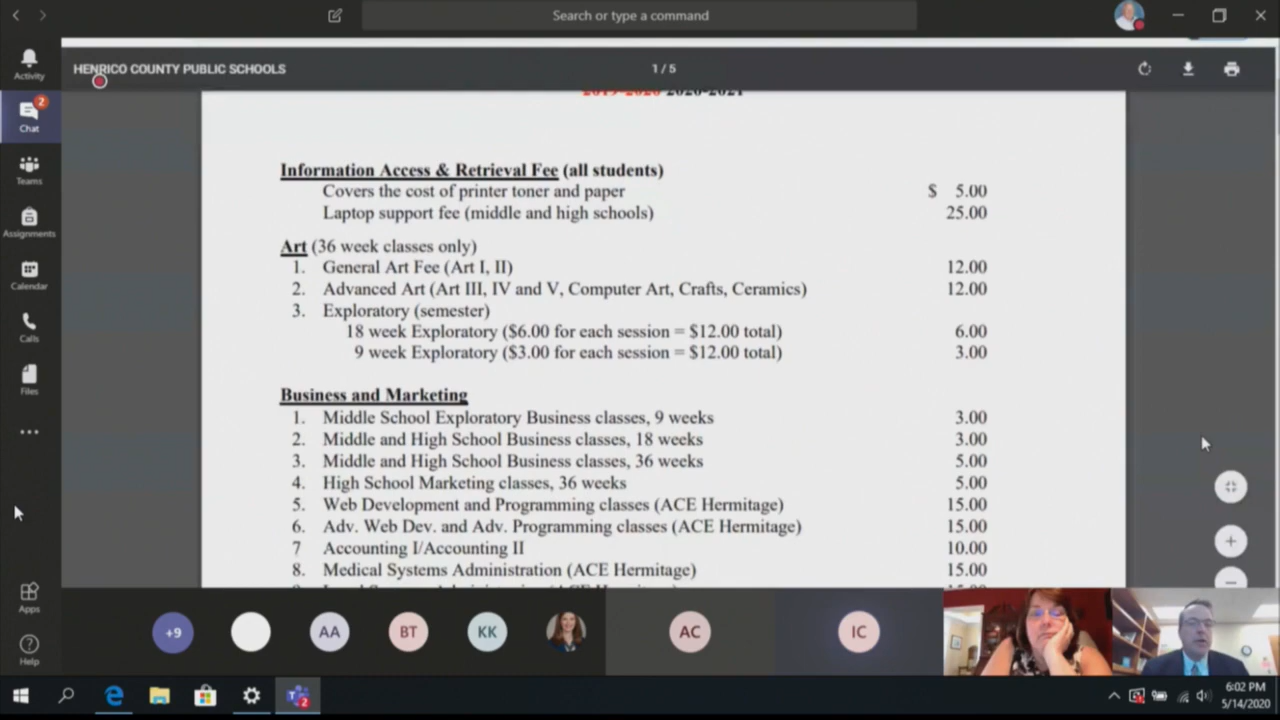 Search or type a command
Activity
HENRICO COUNTY PUBLIC SCHOOLS
1 / 5
2019-2020 2020-2021
2
Chat
Teams
Assignments
Calendar
Calls
Files
Information Access & Retrieval Fee (all students)
Covers the cost of printer toner and paper $ 5.00
Laptop support fee (middle and high schools) 25.00
Art (36 week classes only)
1. General Art Fee (Art I, II) 12.00
2. Advanced Art (Art III, IV and V, Computer Art, Crafts, Ceramics) 12.00
3. Exploratory (semester)
18 week Exploratory ($6.00 for each session = $12.00 total) 6.00
9 week Exploratory ($3.00 for each session = $12.00 total) 3.00
Business and Marketing
1. Middle School Exploratory Business classes, 9 weeks 3.00
2. Middle and High School Business classes, 18 weeks 3.00
3. Middle and High School Business classes, 36 weeks 5.00
4. High School Marketing classes, 36 weeks 5.00
5. Web Development and Programming classes (ACE Hermitage) 15.00
6. Adv. Web Dev. and Adv. Programming classes (ACE Hermitage) 15.00
7 Accounting I/Accounting II 10.00
8. Medical Systems Administration (ACE Hermitage) 15.00
Apps
Help
+9
AA
BT
KK
AC
IC
2
6:02 PM
5/14/2020